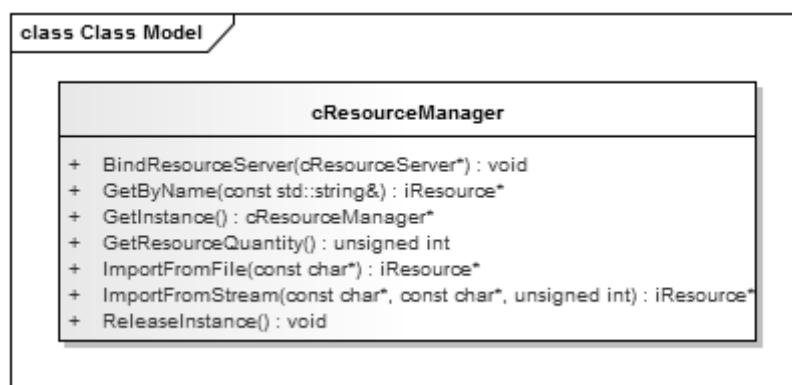 class Class Model
cResourceManager
+ BindResourceServer(cResourceServer*) : void
+ GetByName(const std::string&) : iResource*
+ GetInstance() : cResourceManager*
+ GetResourceQuantity() : unsigned int
+ ImportFromFile(const char*) : iResource*
+ ImportFromStream(const char*, const char*, unsigned int) : iResource*
+ ReleaseInstance() : void